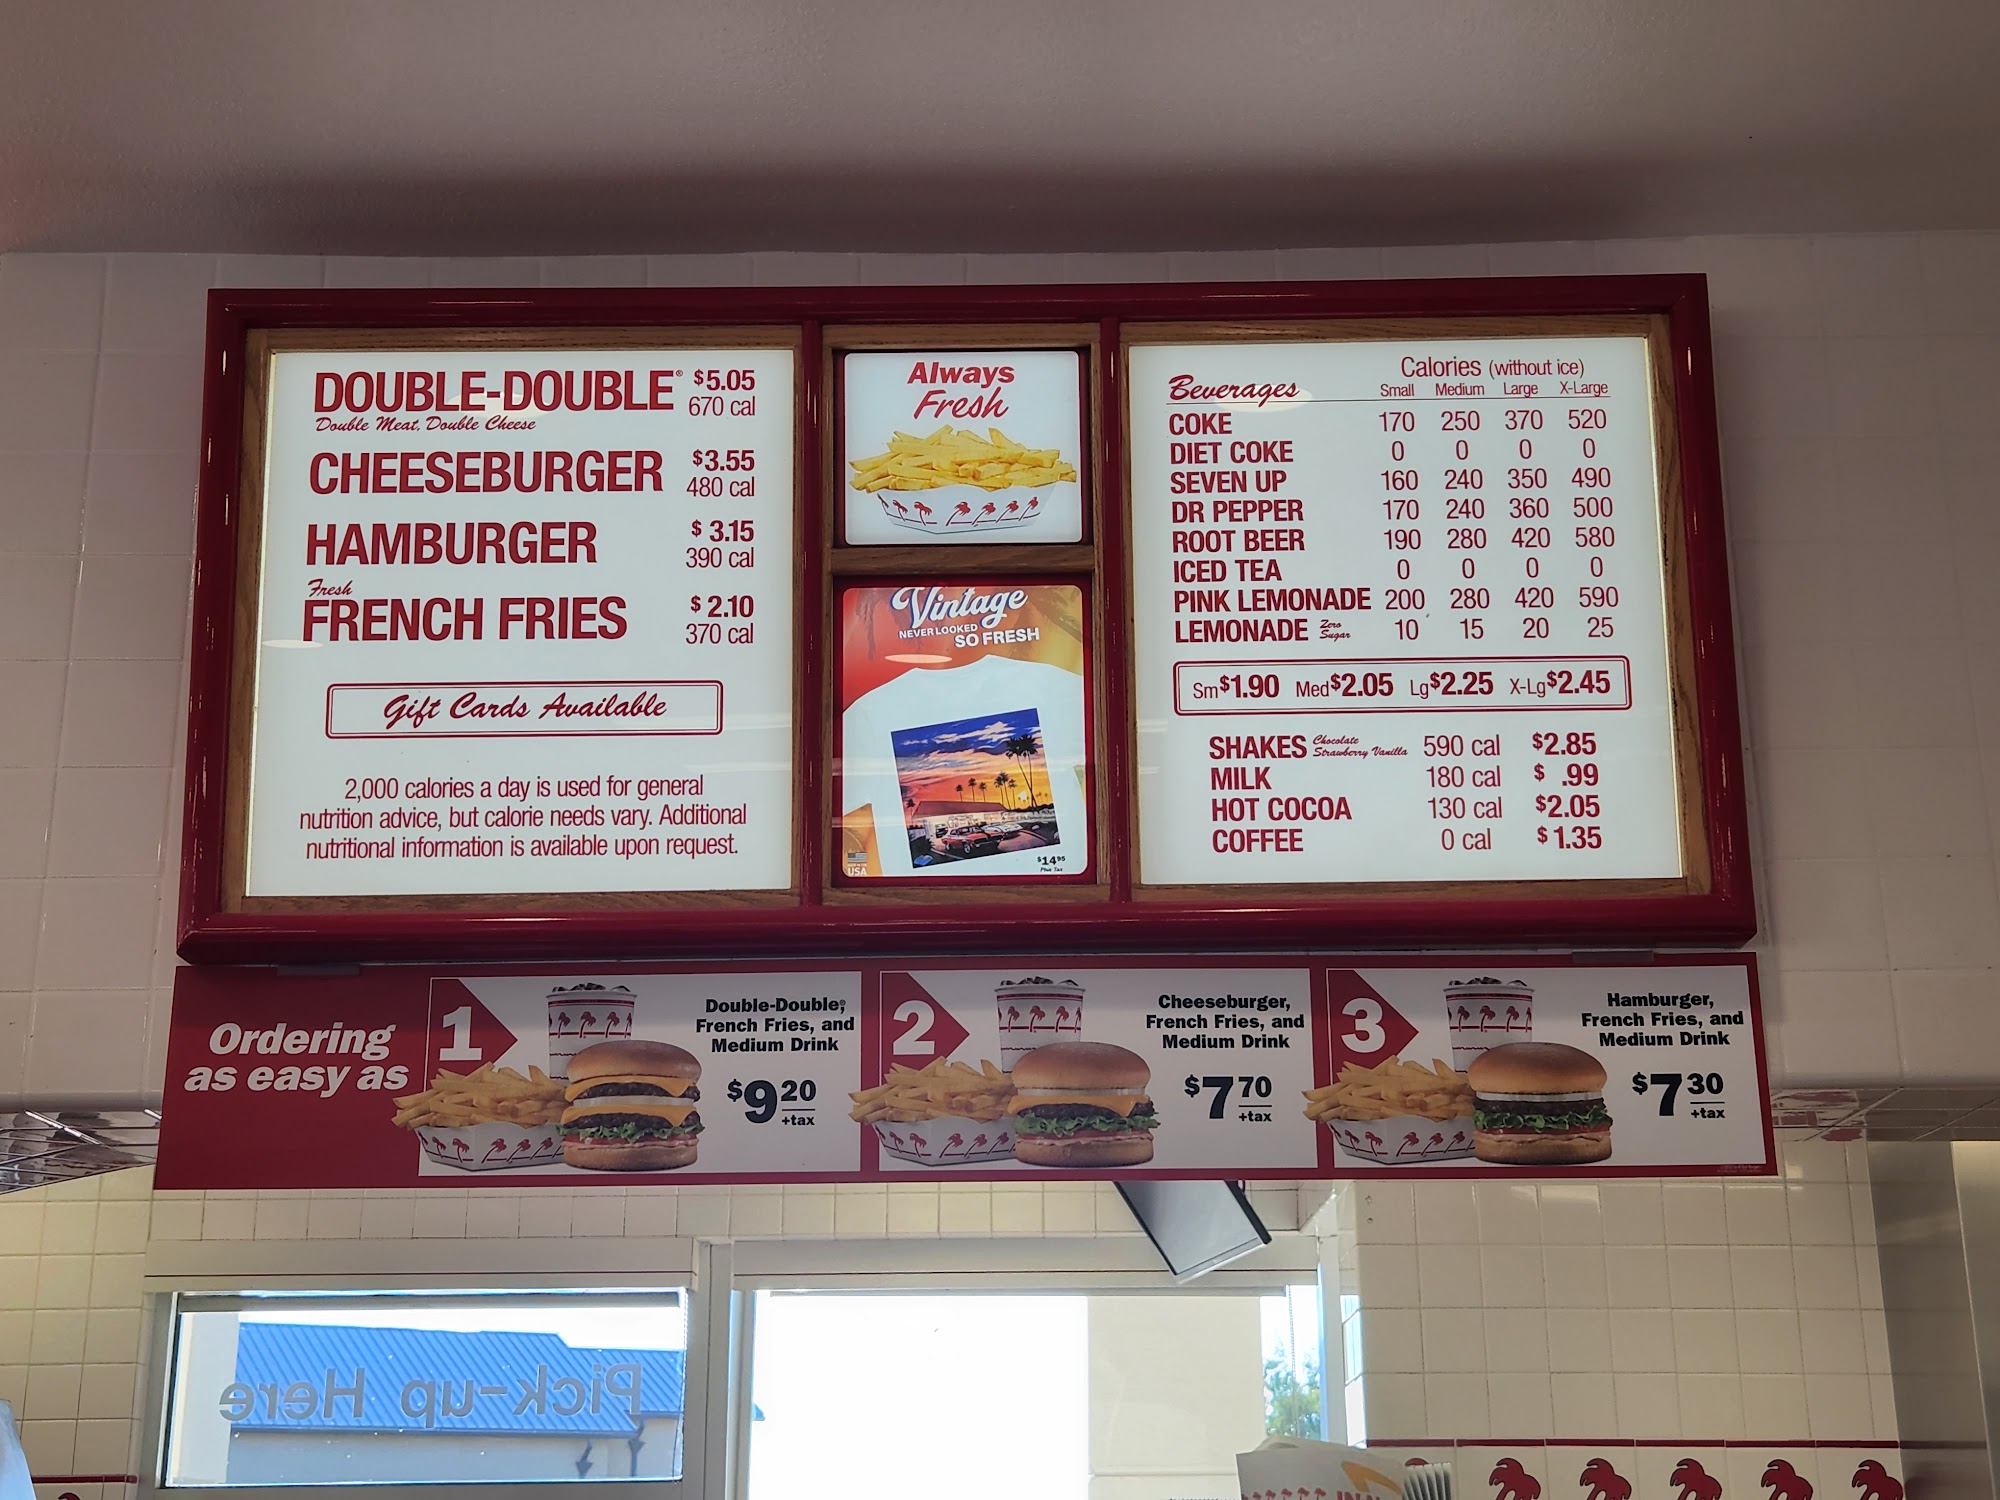 DOUBLE-DOUBLE® $5.05
Double Meat, Double Cheese 670 cal
CHEESEBURGER $3.55
480 cal
HAMBURGER $3.15
390 cal
Fresh
FRENCH FRIES $2.10
370 cal
Gift Cards Available
2,000 calories a day is used for general
nutrition advice, but calorie needs vary. Additional
nutritional information is available upon request.
Always
Fresh
Vintage
NEVER LOOKED
SO FRESH
USA
$14.95
Plus Tax
Calories (without ice)
Beverages Small Medium Large X-Large
COKE 170 250 370 520
DIET COKE 0 0 0 0
SEVEN UP 160 240 350 490
DR PEPPER 170 240 360 500
ROOT BEER 190 280 420 580
ICED TEA 0 0 0 0
PINK LEMONADE 200 280 420 590
LEMONADE Zero Sugar 10 15 20 25
Sm $1.90 Med $2.05 Lg $2.25 X-Lg $2.45
SHAKES Chocolate Strawberry Vanilla 590 cal $2.85
MILK 180 cal $ .99
HOT COCOA 130 cal $2.05
COFFEE 0 cal $1.35
Ordering
as easy as
1
Double-Double®,
French Fries, and
Medium Drink
$9 20
+tax
2
Cheeseburger,
French Fries, and
Medium Drink
$7 70
+tax
3
Hamburger,
French Fries, and
Medium Drink
$7 30
+tax
Pick-up Here